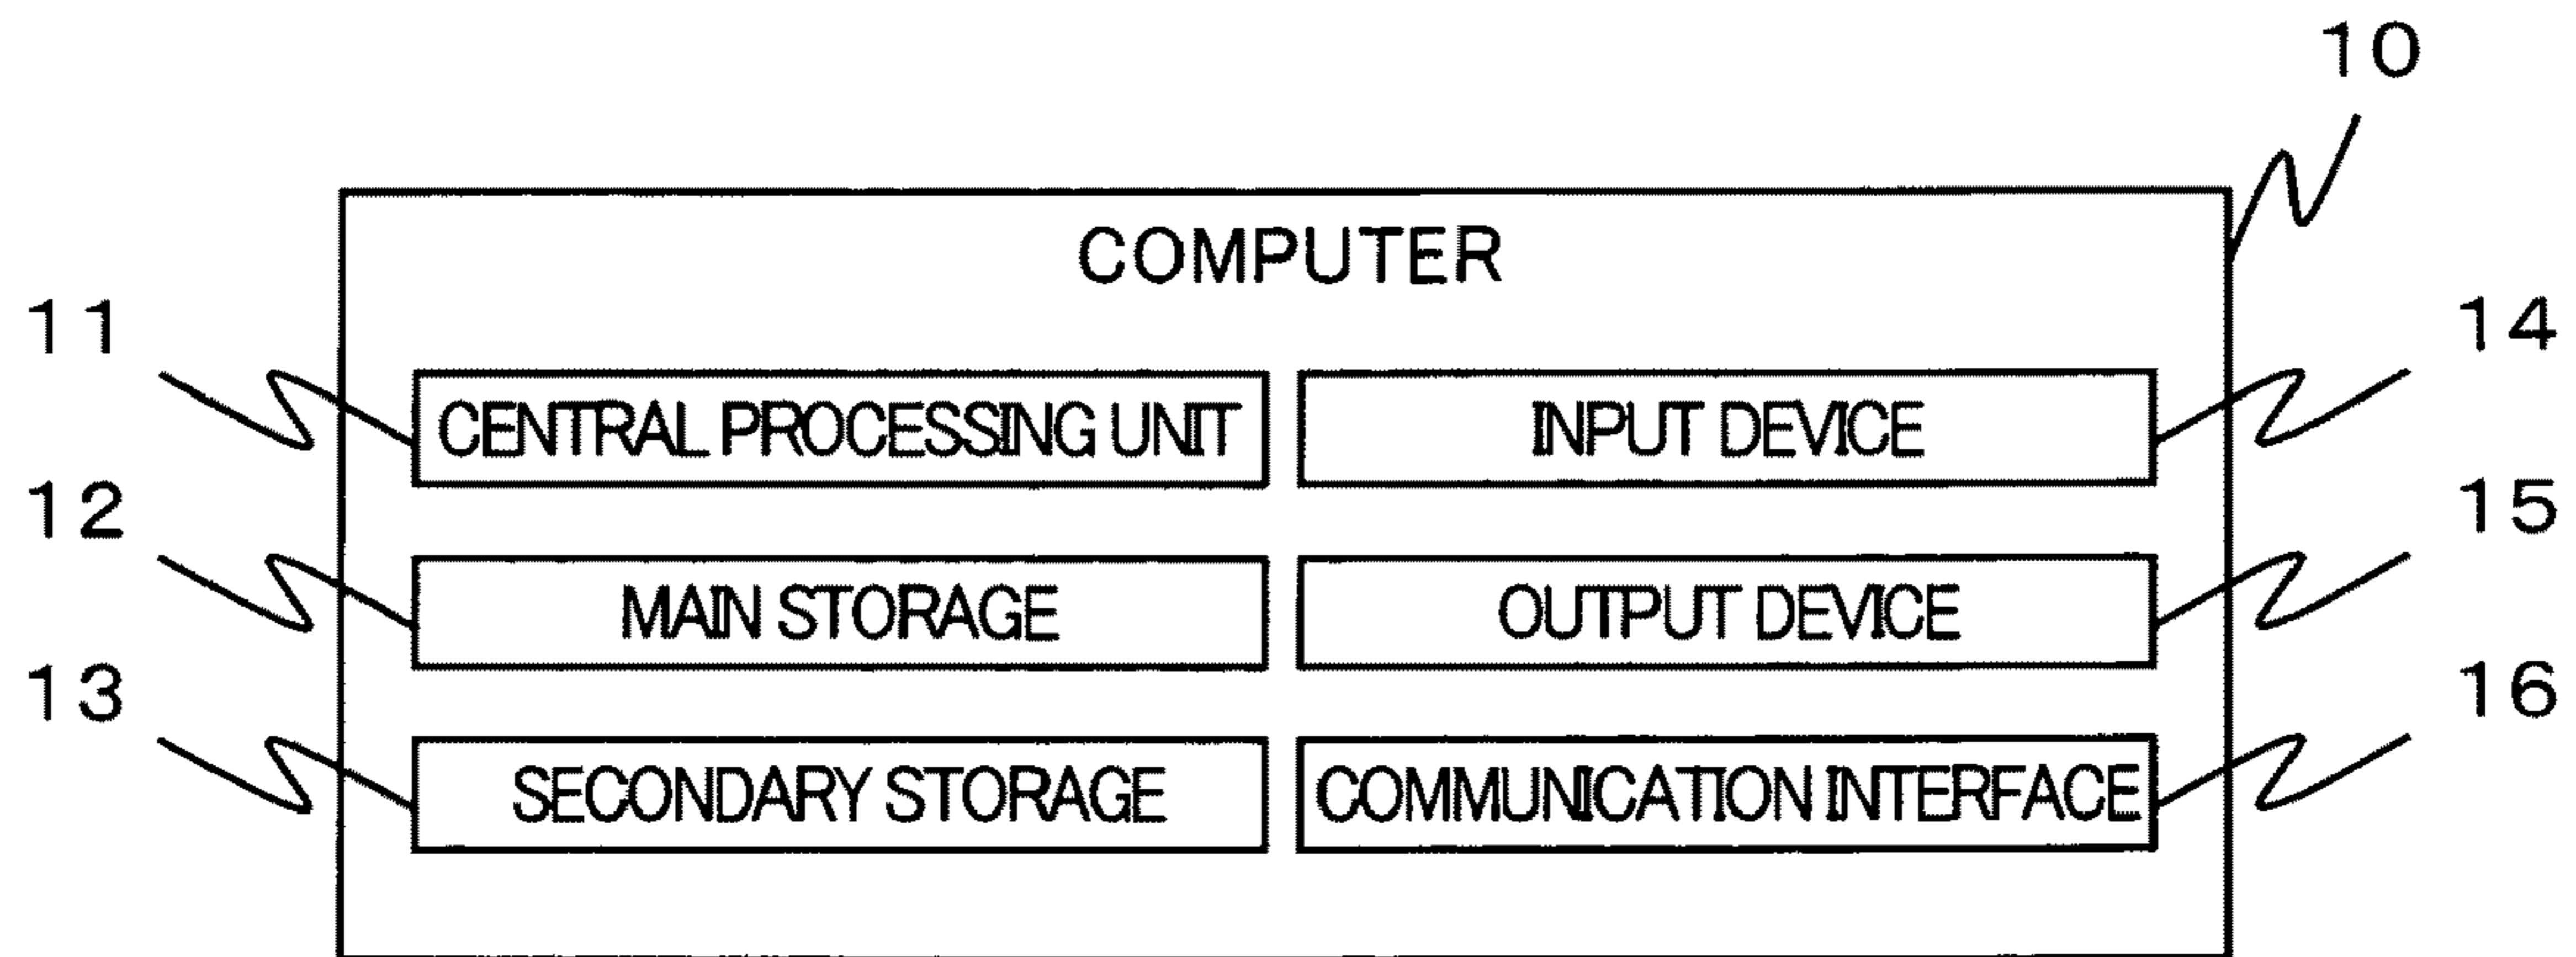 10
COMPUTER
11
14
CENTRAL PROCESSING UNIT
INPUT DEVICE
12
15
MAIN STORAGE
OUTPUT DEVICE
13
16
SECONDARY STORAGE
COMMUNICATION INTERFACE